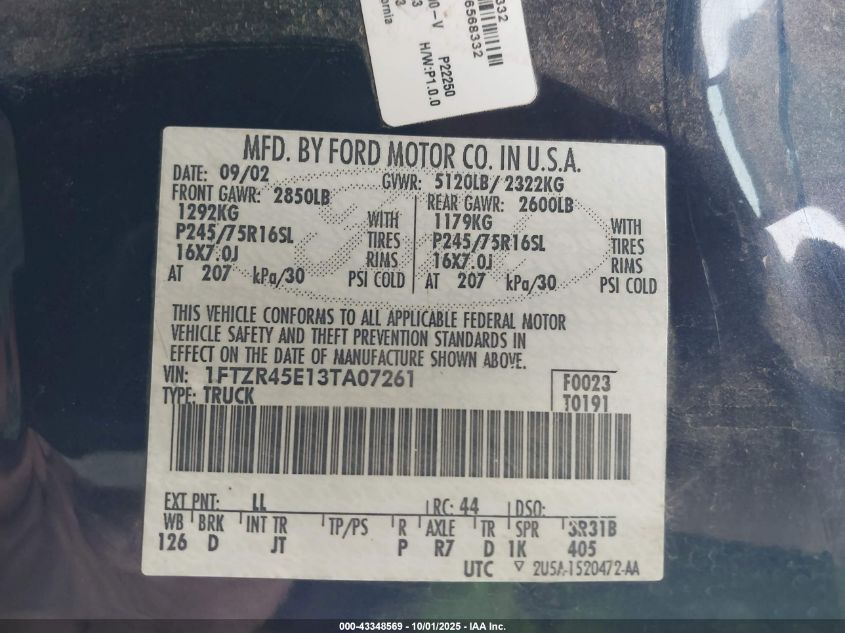 332
6568332
00-V
P22250
H/W:P1.0.0
MFD. BY FORD MOTOR CO. IN U.S.A.
DATE: 09/02 GVWR: 5120LB/ 2322KG
FRONT GAWR: 2850LB REAR GAWR: 2600LB
1292KG WITH 1179KG WITH
P245/75R16SL TIRES P245/75R16SL TIRES
16X7.0J RIMS 16X7.0J RIMS
AT 207 kPa/30 PSI COLD AT 207 kPa/30 PSI COLD
THIS VEHICLE CONFORMS TO ALL APPLICABLE FEDERAL MOTOR
VEHICLE SAFETY AND THEFT PREVENTION STANDARDS IN
EFFECT ON THE DATE OF MANUFACTURE SHOWN ABOVE.
VIN: 1FTZR45E13TA07261 F0023
TYPE: TRUCK T0191
EXT PNT: LL RC: 44 DSO:
WB BRK INT TR TP/PS R AXLE TR SPR 3R31B
126 D JT P R7 D 1K 405
UTC ▽ 2U5A-1520472-AA
000-43348569 - 10/01/2025 - IAA Inc.